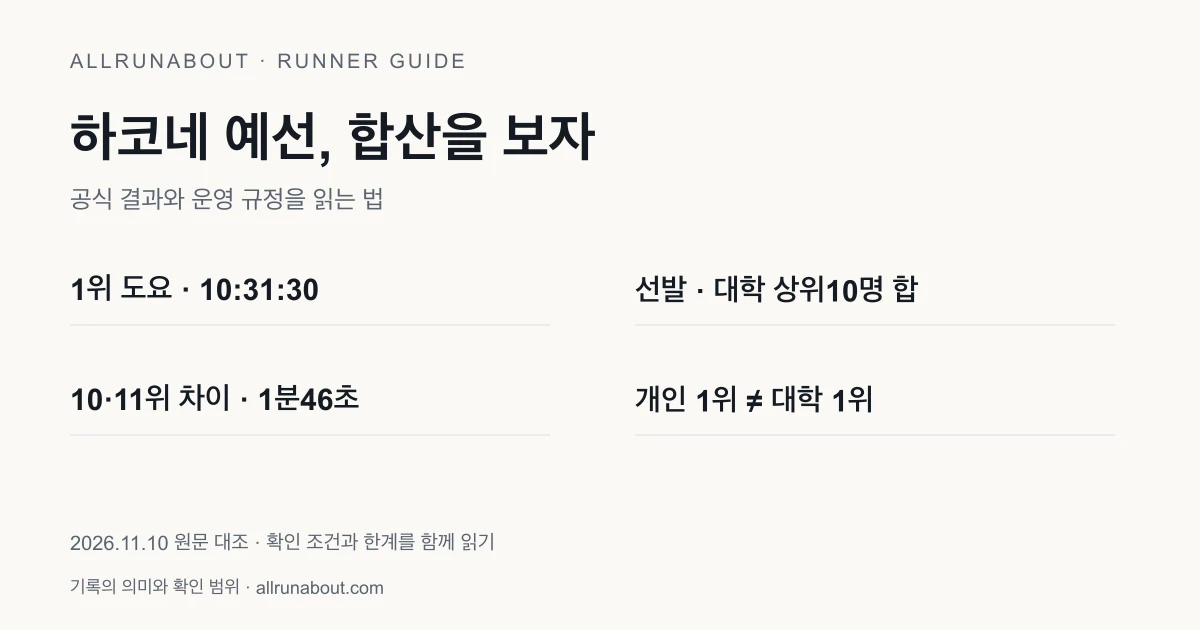 ALLRUNABOUT · RUNNER GUIDE
하코네 예선, 합산을 보자
공식 결과와 운영 규정을 읽는 법
1위 도요 · 10:31:30
선발 · 대학 상위10명 합
10·11위 차이 · 1분46초
개인 1위 ≠ 대학 1위
2026.11.10 원문 대조 · 확인 조건과 한계를 함께 읽기
기록의 의미와 확인 범위 · allrunabout.com